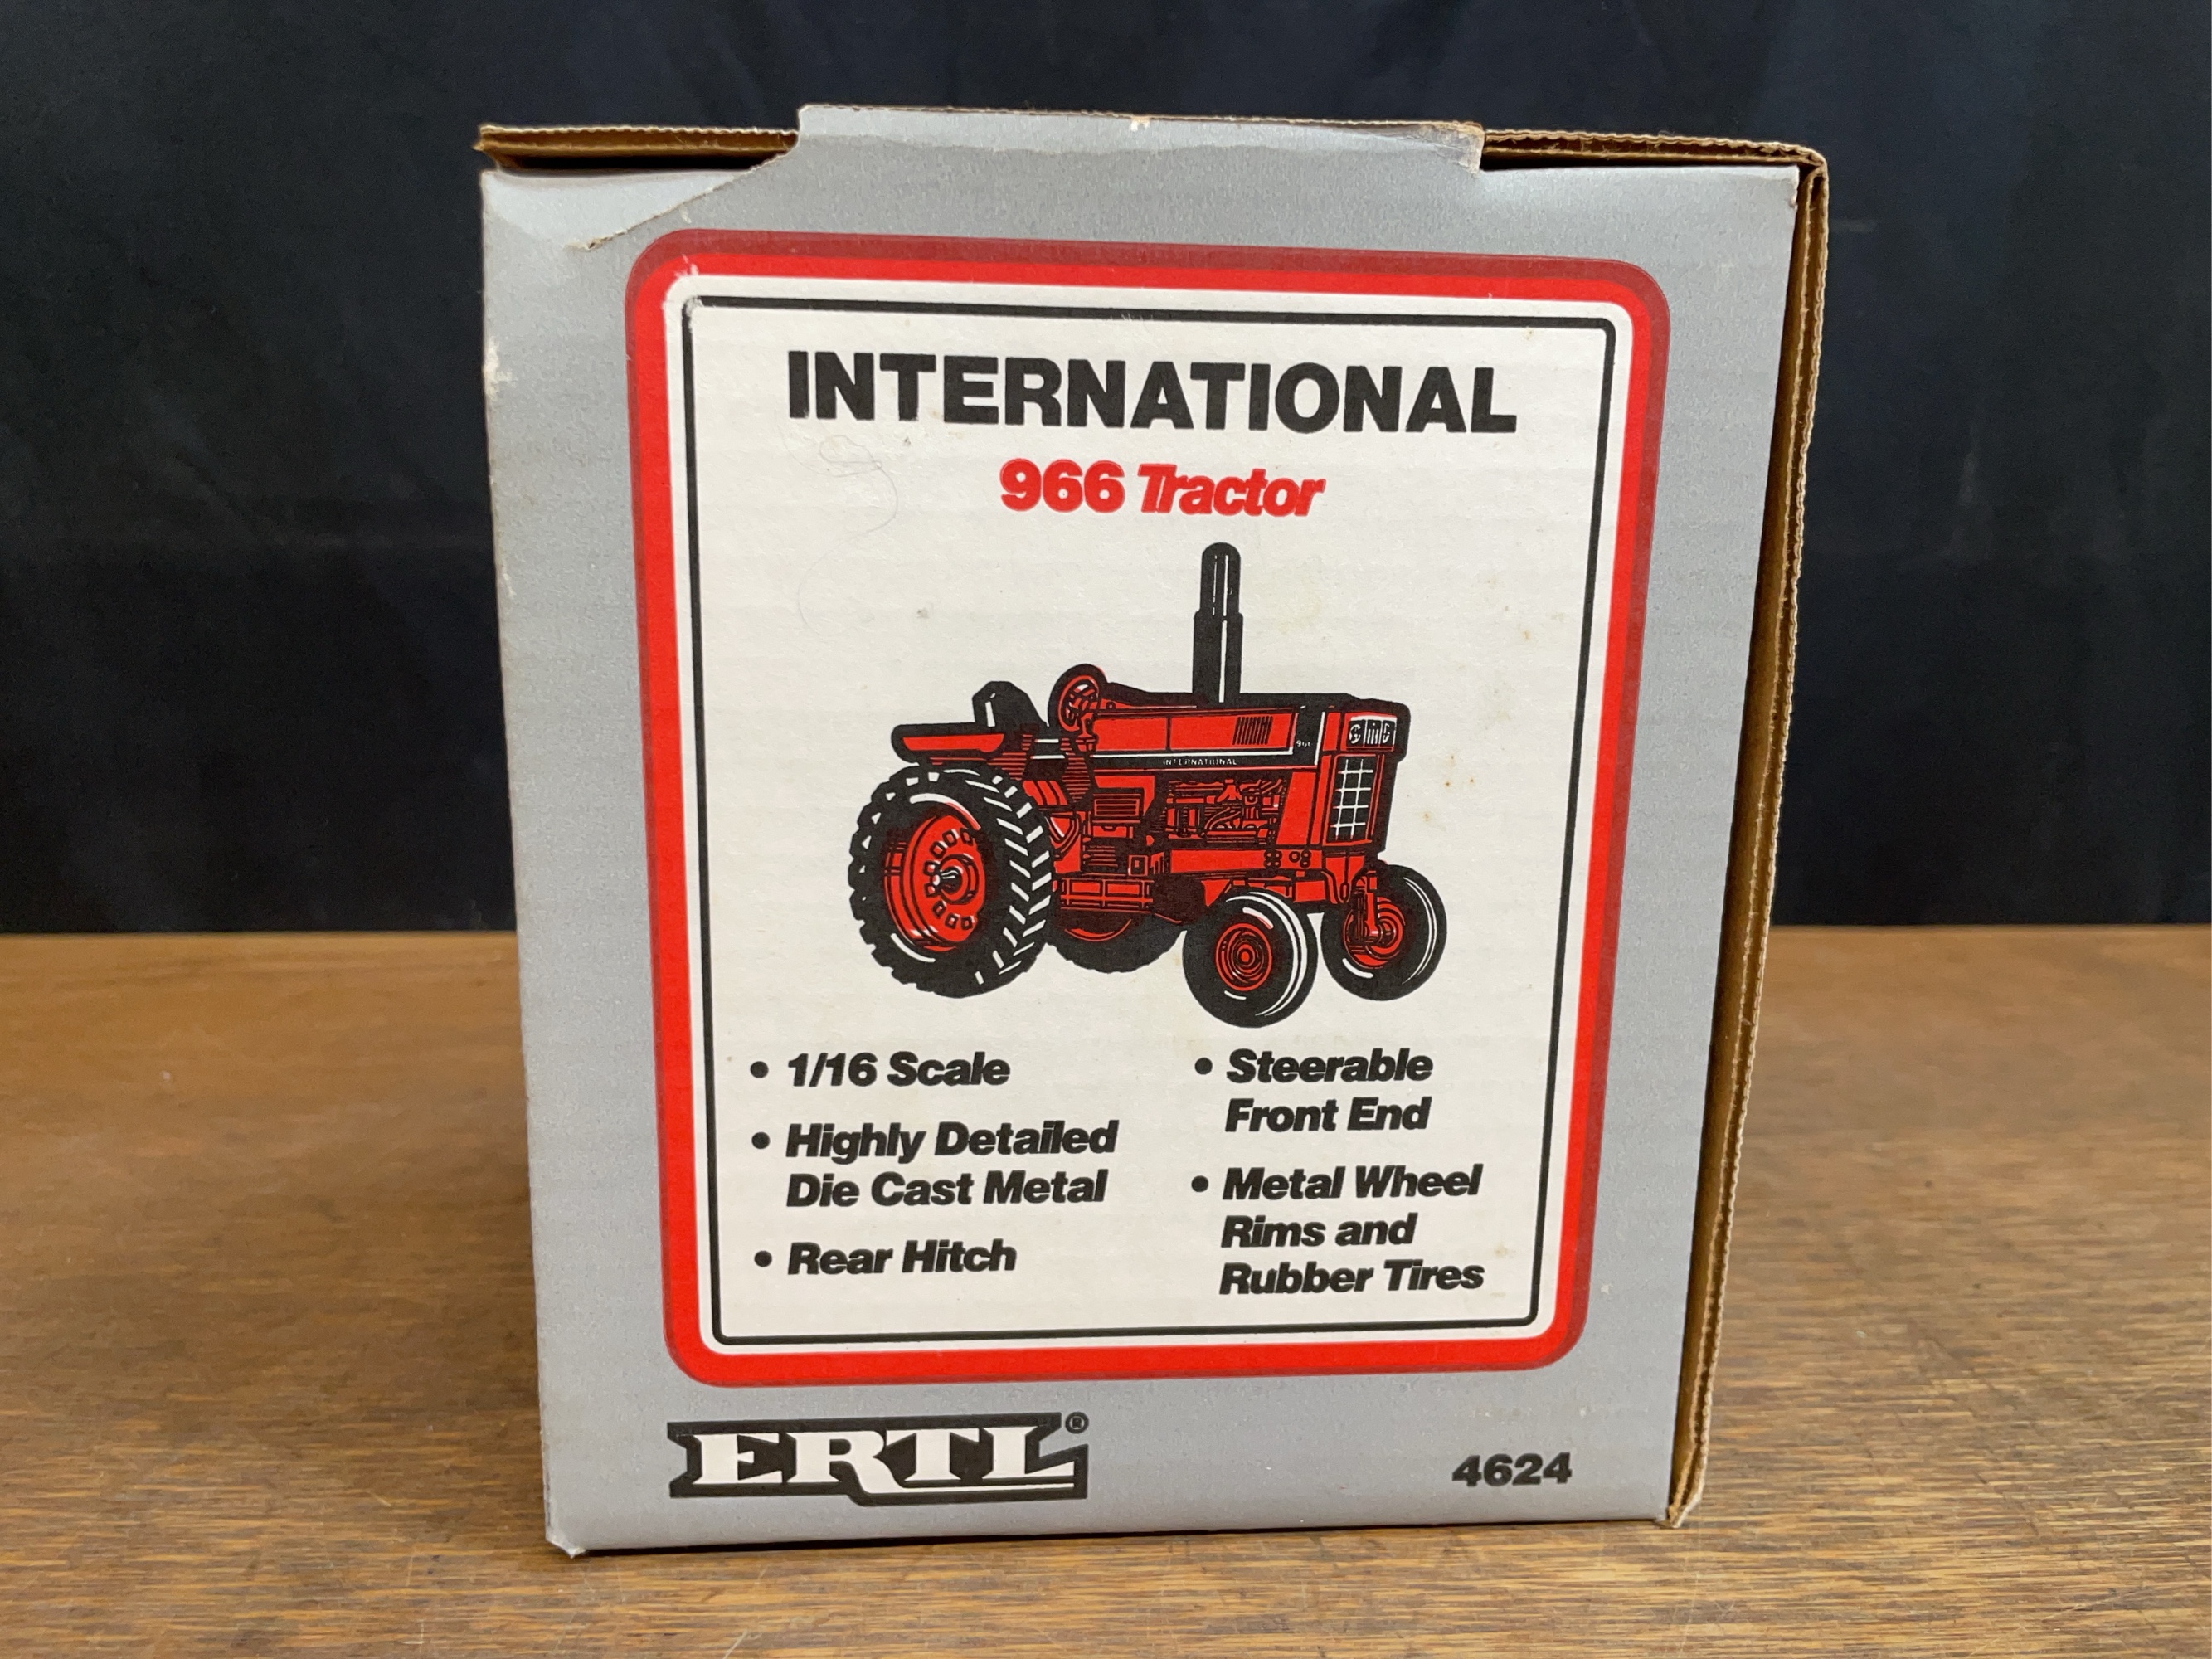 INTERNATIONAL
966 Tractor
INTERNATIONAL
• 1/16 Scale
• Highly Detailed
Die Cast Metal
• Rear Hitch
• Steerable
Front End
• Metal Wheel
Rims and
Rubber Tires
ERTL®
4624